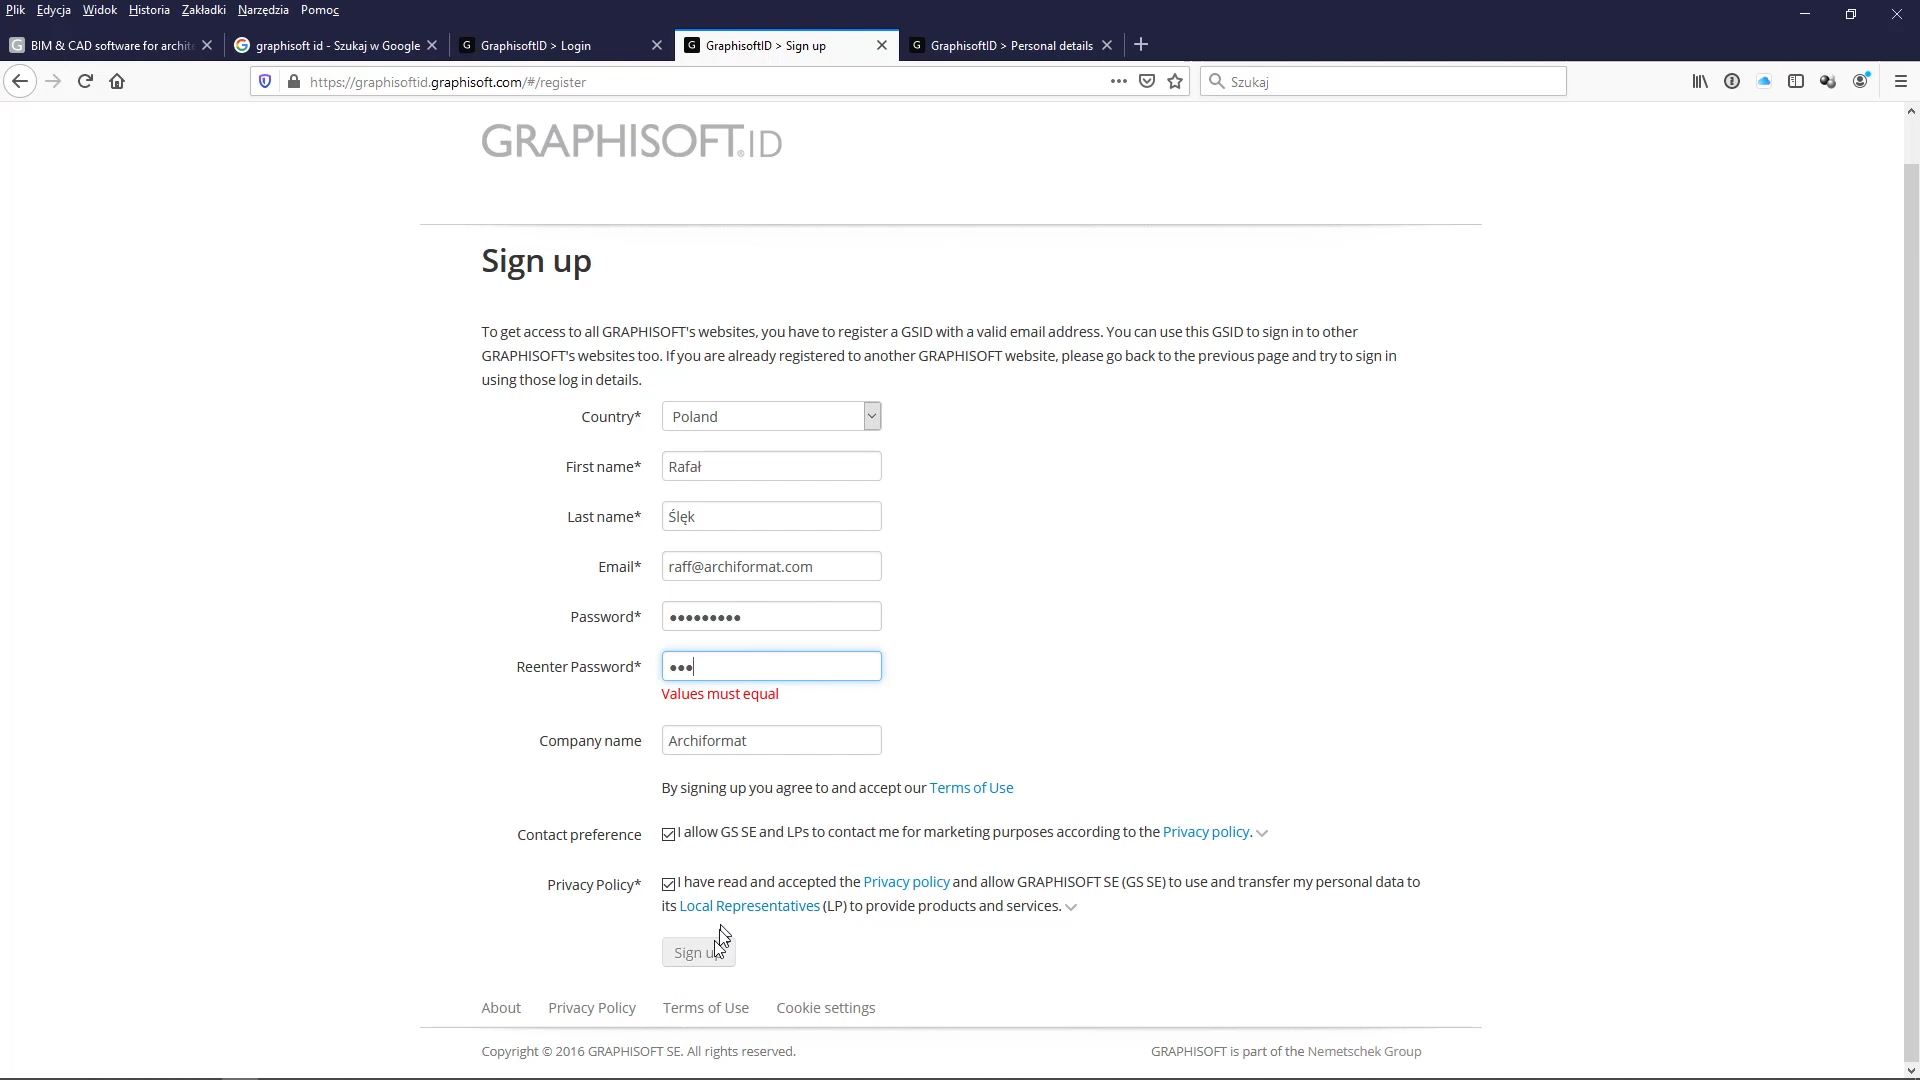 Plik Edycja Widok Historia Zakładki Narzędzia Pomoc
BIM & CAD software for archite
graphisoft id - Szukaj w Google
GraphisoftID > Login
GraphisoftID > Sign up
GraphisoftID > Personal details
https://graphisoftid.graphisoft.com/#/register
Szukaj
GRAPHISOFT. ID
Sign up
To get access to all GRAPHISOFT's websites, you have to register a GSID with a valid email address. You can use this GSID to sign in to other
GRAPHISOFT's websites too. If you are already registered to another GRAPHISOFT website, please go back to the previous page and try to sign in
using those log in details.
Country* Poland
First name* Rafał
Last name* Ślęk
Email* raff@archiformat.com
Password* •••••••••
Reenter Password* •••
Values must equal
Company name Archiformat
By signing up you agree to and accept our Terms of Use
Contact preference I allow GS SE and LPs to contact me for marketing purposes according to the Privacy policy.
Privacy Policy* I have read and accepted the Privacy policy and allow GRAPHISOFT SE (GS SE) to use and transfer my personal data to
its Local Representatives (LP) to provide products and services.
Sign up
About Privacy Policy Terms of Use Cookie settings
Copyright © 2016 GRAPHISOFT SE. All rights reserved. GRAPHISOFT is part of the Nemetschek Group